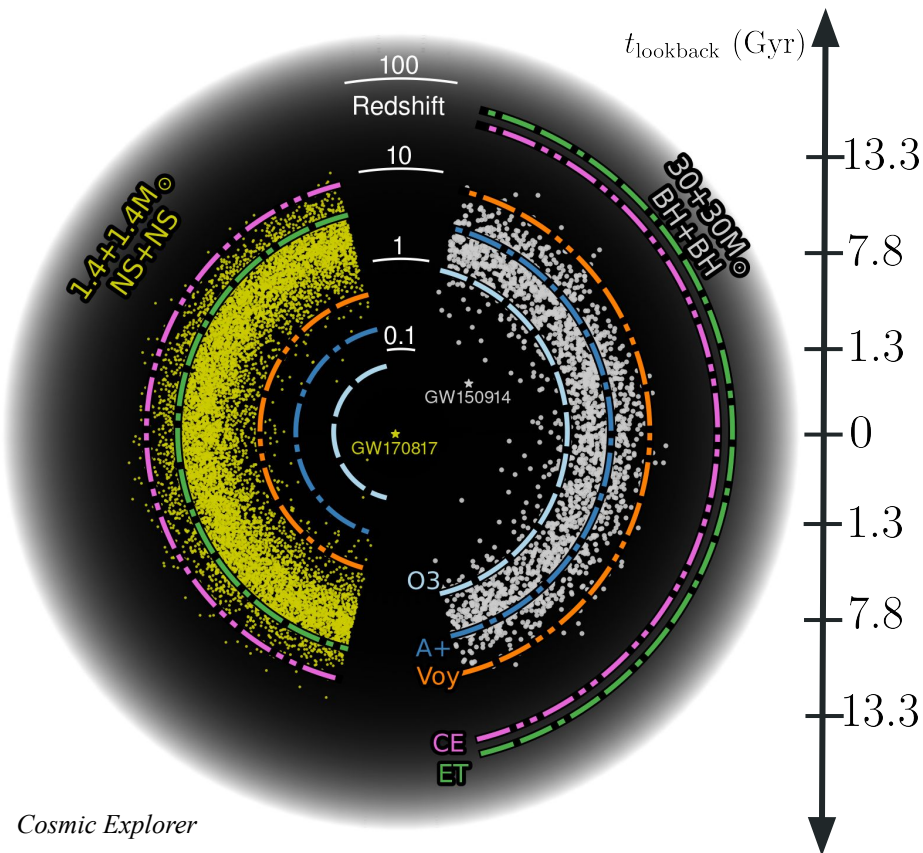 t_lookback (Gyr)
100
Redshift
10
1
0.1
1.4+1.4M⊙
NS+NS
30+30M⊙
BH+BH
GW150914
GW170817
O3
A+
Voy
CE
ET
13.3
7.8
1.3
0
1.3
7.8
13.3
Cosmic Explorer